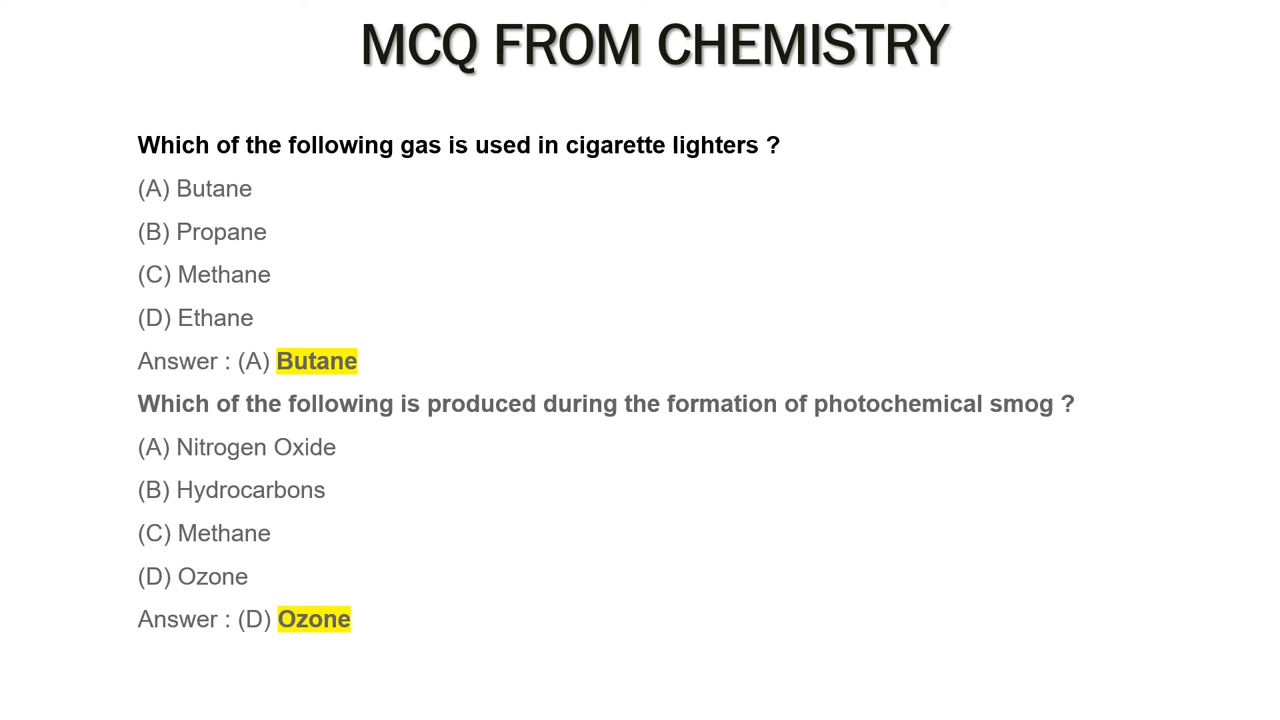 MCQ FROM CHEMISTRY
Which of the following gas is used in cigarette lighters ?
(A) Butane
(B) Propane
(C) Methane
(D) Ethane
Answer : (A) Butane
Which of the following is produced during the formation of photochemical smog ?
(A) Nitrogen Oxide
(B) Hydrocarbons
(C) Methane
(D) Ozone
Answer : (D) Ozone